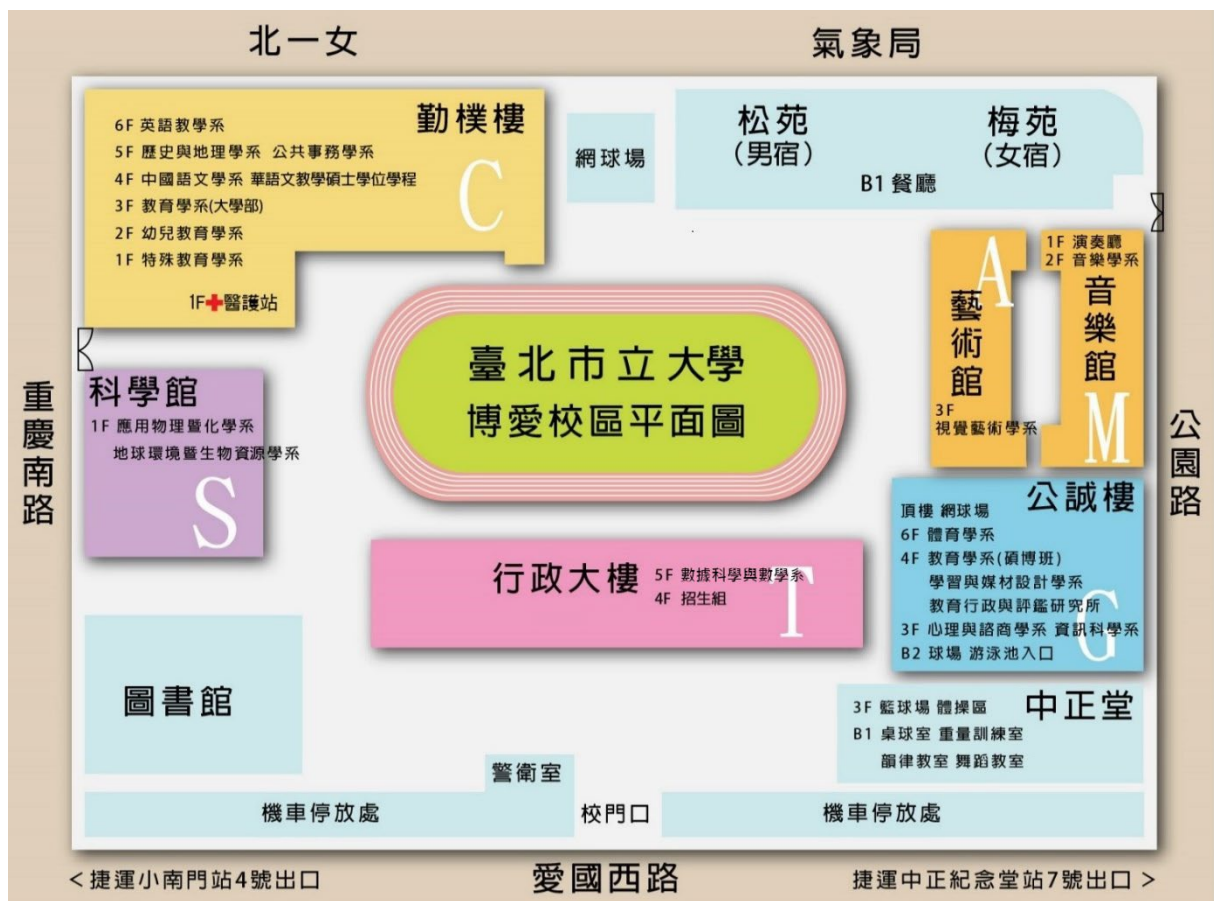 北一女
氣象局
勤樸樓
6F 英語教學系
5F 歷史與地理學系 公共事務學系
4F 中國語文學系 華語文教學碩士學位學程
3F 教育學系(大學部)
2F 幼兒教育學系
1F 特殊教育學系
1F醫護站
C
網球場
松苑
(男宿)
梅苑
(女宿)
B1 餐廳
A
藝術館
3F
視覺藝術學系
1F 演奏廳
2F 音樂學系
音樂館
M
臺北市立大學
博愛校區平面圖
重慶南路
科學館
1F 應用物理暨化學系
地球環境暨生物資源學系
S
公園路
公誠樓
頂樓 網球場
6F 體育學系
4F 教育學系(碩博班)
學習與媒材設計學系
教育行政與評鑑研究所
3F 心理與諮商學系 資訊科學系
B2 球場 游泳池入口
G
行政大樓
5F 數據科學與數學系
4F 招生組
T
圖書館
中正堂
3F 籃球場 體操區
B1 桌球室 重量訓練室
韻律教室 舞蹈教室
警衛室
機車停放處
校門口
機車停放處
<捷運小南門站4號出口
愛國西路
捷運中正紀念堂站7號出口 >